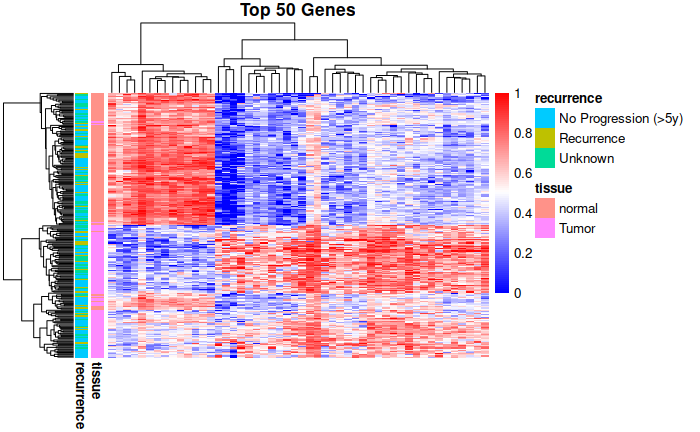 Top 50 Genes
1
0.8
0.6
0.4
0.2
0
recurrence
No Progression (>5y)
Recurrence
Unknown
tissue
normal
Tumor
recurrence
tissue